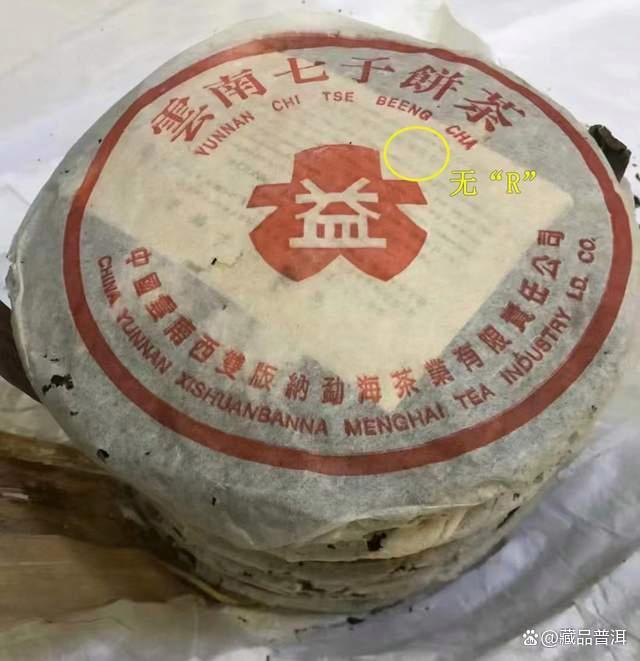 雲南七子餅茶
YUNNAN CHI TSE BEENG CHA
无“R”
益
中國雲南西雙版納勐海茶業有限責任公司
CHINA YUNNAN XISHUANBANNA MENGHAI TEA INDUSTRY LD. CO.
@藏品普洱